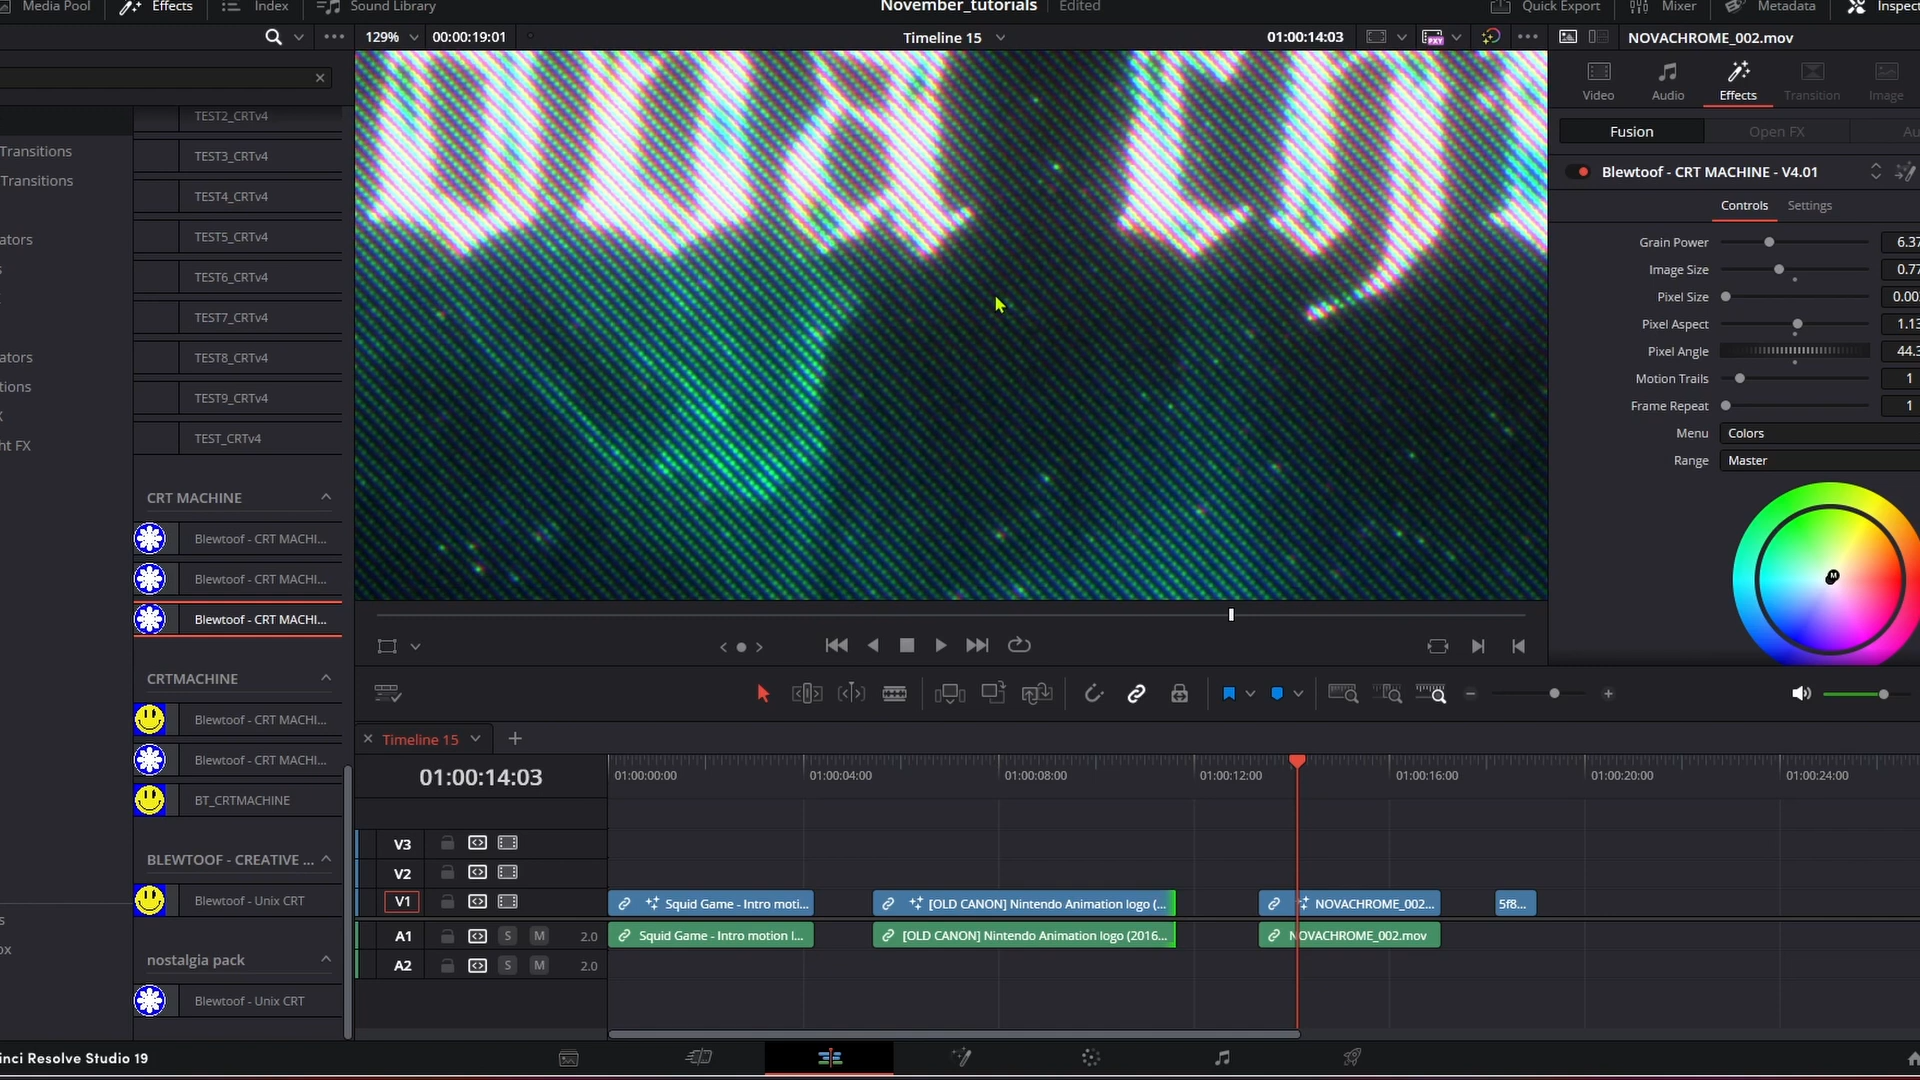 Media Pool
Effects
Index
Sound Library
November_tutorials
Edited
Quick Export
Mixer
Metadata
Inspect
129%
00:00:19:01
Timeline 15
01:00:14:03
NOVACHROME_002.mov
Video
Audio
Effects
Transition
Image
Fusion
Open FX
Au
Blewtoof - CRT MACHINE - V4.01
Controls
Settings
Grain Power
6.37
Image Size
0.77
Pixel Size
0.00
Pixel Aspect
1.13
Pixel Angle
44.3
Motion Trails
1
Frame Repeat
1
Menu
Colors
Range
Master
M
Transitions
Transitions
ators
ators
tions
X
ht FX
ox
TEST2_CRTv4
TEST3_CRTv4
TEST4_CRTv4
TEST5_CRTv4
TEST6_CRTv4
TEST7_CRTv4
TEST8_CRTv4
TEST9_CRTv4
TEST_CRTv4
CRT MACHINE
Blewtoof - CRT MACHI...
Blewtoof - CRT MACHI...
Blewtoof - CRT MACHI...
CRTMACHINE
Blewtoof - CRT MACHI...
Blewtoof - CRT MACHI...
BT_CRTMACHINE
BLEWTOOF - CREATIVE ...
Blewtoof - Unix CRT
nostalgia pack
Blewtoof - Unix CRT
Timeline 15
01:00:14:03
01:00:00:00
01:00:04:00
01:00:08:00
01:00:12:00
01:00:16:00
01:00:20:00
01:00:24:00
V3
V2
V1
Squid Game - Intro moti...
[OLD CANON] Nintendo Animation logo (...
NOVACHROME_002...
5f8...
A1
S
M
2.0
Squid Game - Intro motion l...
[OLD CANON] Nintendo Animation logo (2016...
NOVACHROME_002.mov
A2
S
M
2.0
inci Resolve Studio 19